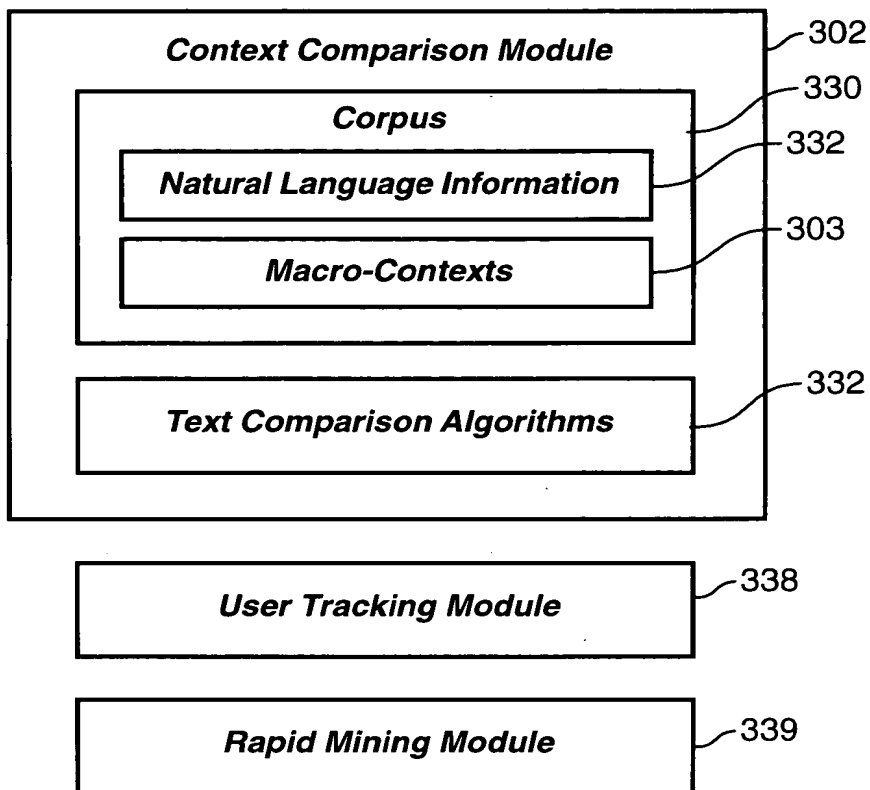 Context Comparison Module
302
Corpus
330
Natural Language Information
332
Macro-Contexts
303
Text Comparison Algorithms
332
User Tracking Module
338
Rapid Mining Module
339